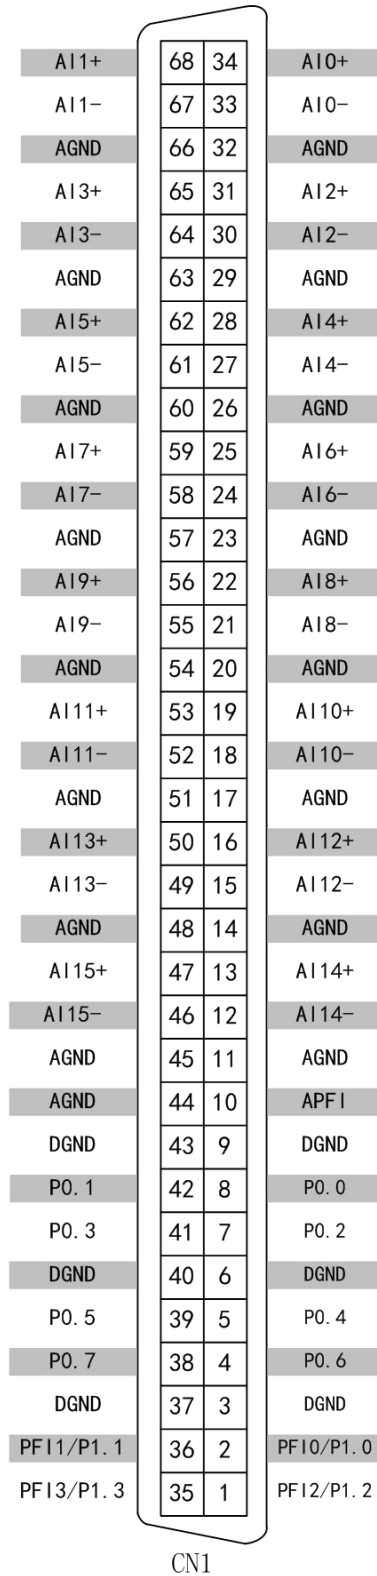 AI1+ 68 34 AI0+
AI1- 67 33 AI0-
AGND 66 32 AGND
AI3+ 65 31 AI2+
AI3- 64 30 AI2-
AGND 63 29 AGND
AI5+ 62 28 AI4+
AI5- 61 27 AI4-
AGND 60 26 AGND
AI7+ 59 25 AI6+
AI7- 58 24 AI6-
AGND 57 23 AGND
AI9+ 56 22 AI8+
AI9- 55 21 AI8-
AGND 54 20 AGND
AI11+ 53 19 AI10+
AI11- 52 18 AI10-
AGND 51 17 AGND
AI13+ 50 16 AI12+
AI13- 49 15 AI12-
AGND 48 14 AGND
AI15+ 47 13 AI14+
AI15- 46 12 AI14-
AGND 45 11 AGND
AGND 44 10 APFI
DGND 43 9 DGND
P0.1 42 8 P0.0
P0.3 41 7 P0.2
DGND 40 6 DGND
P0.5 39 5 P0.4
P0.7 38 4 P0.6
DGND 37 3 DGND
PFI1/P1.1 36 2 PFI0/P1.0
PFI3/P1.3 35 1 PFI2/P1.2
CN1